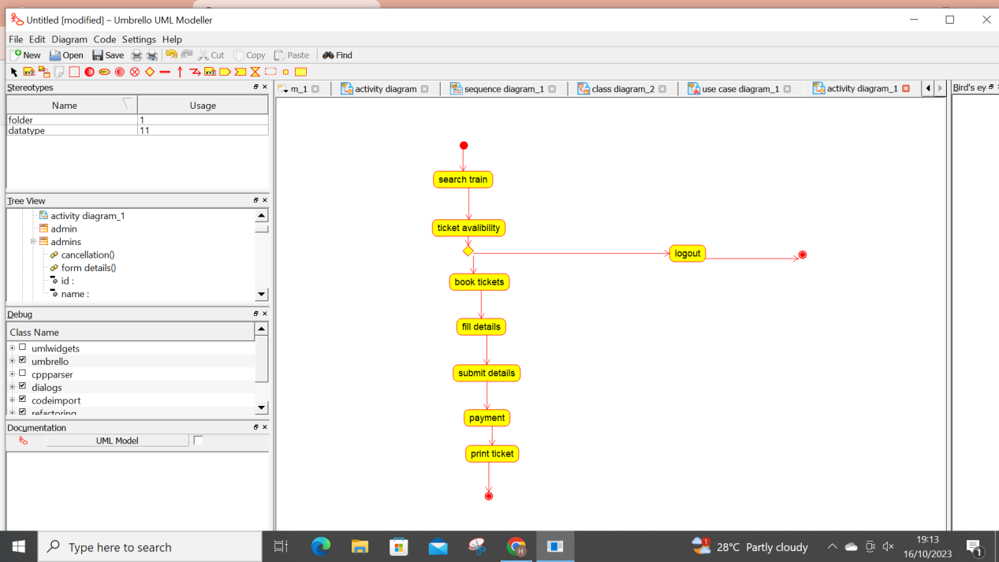 Untitled [modified] – Umbrello UML Modeller
File Edit Diagram Code Settings Help
New Open Save Cut Copy Paste Find
Stereotypes
Name Usage
folder 1
datatype 11
Tree View
activity diagram_1
admin
admins
cancellation()
form details()
id :
name :
Debug
Class Name
umlwidgets
umbrello
cppparser
dialogs
codeimport
refactoring
Documentation
UML Model
m_1 activity diagram sequence diagram_1 class diagram_2 use case diagram_1 activity diagram_1
search train
ticket avalibility
logout
book tickets
fill details
submit details
payment
print ticket
Bird's ey
Type here to search
28°C Partly cloudy
19:13
16/10/2023
1